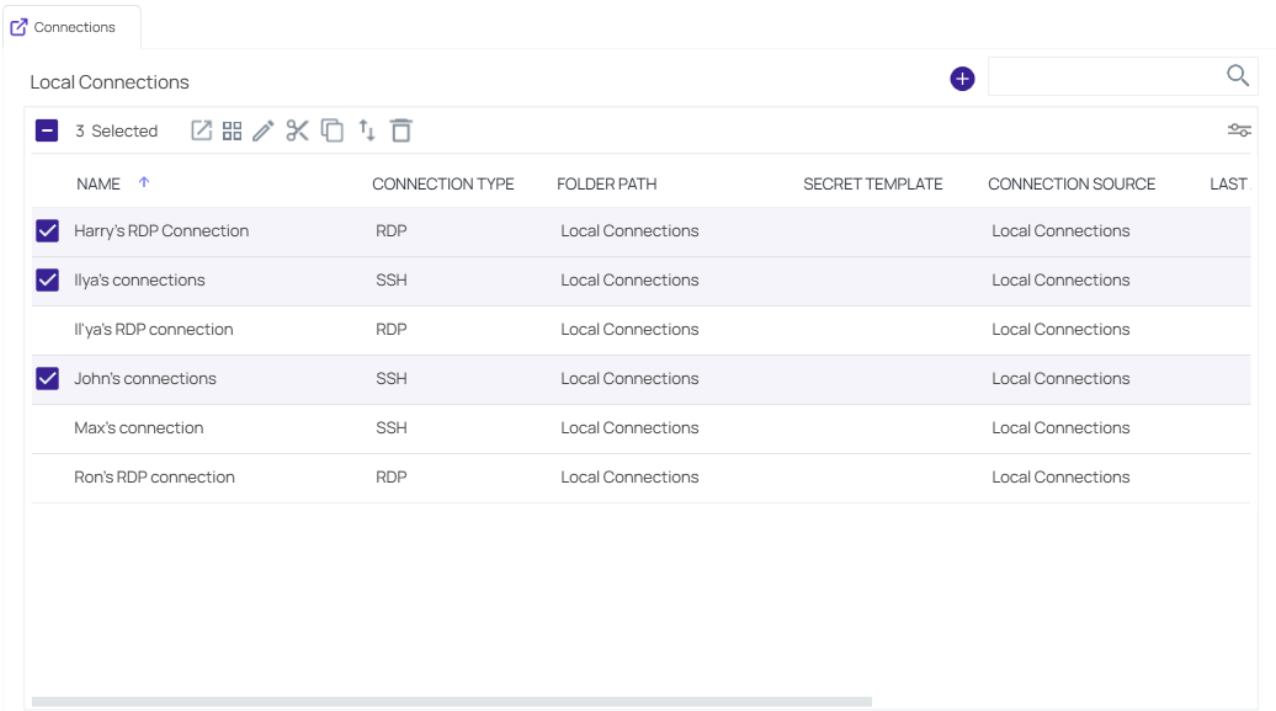 Connections
Local Connections
3 Selected
NAME CONNECTION TYPE FOLDER PATH SECRET TEMPLATE CONNECTION SOURCE LAST
Harry's RDP Connection RDP Local Connections Local Connections
Ilya's connections SSH Local Connections Local Connections
Il'ya's RDP connection RDP Local Connections Local Connections
John's connections SSH Local Connections Local Connections
Max's connection SSH Local Connections Local Connections
Ron's RDP connection RDP Local Connections Local Connections